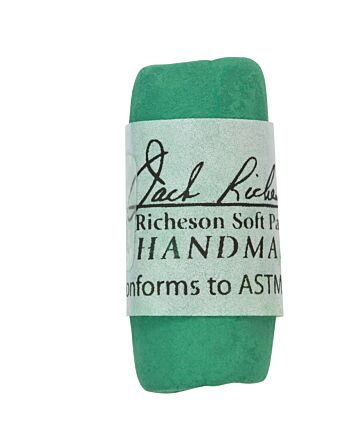 Jack Riches
Richeson Soft Pa
HANDMA
onforms to ASTM